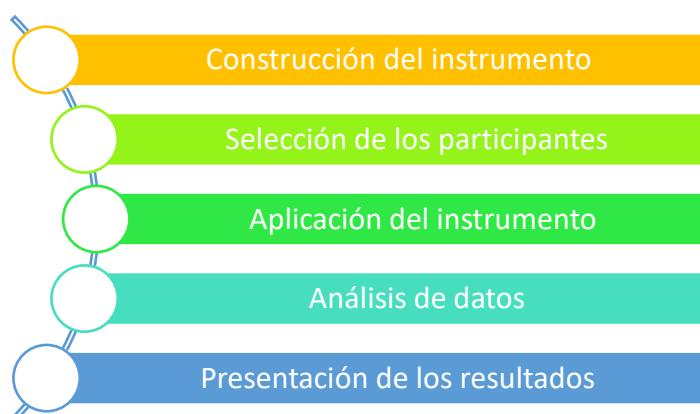 Construcción del instrumento
Selección de los participantes
Aplicación del instrumento
Análisis de datos
Presentación de los resultados